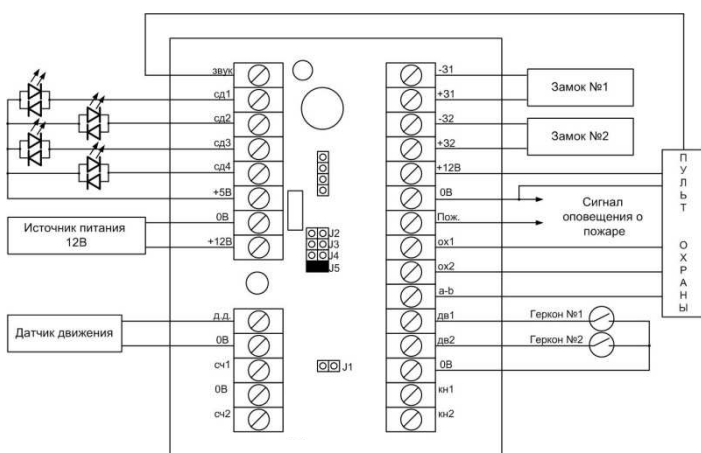 звук
сд1
сд2
сд3
сд4
+5В
0В
+12В
Источник питания
12В
J2
J3
J4
J5
Датчик движения
д.д.
0В
сч1
0В
сч2
J1
-З1
+З1
-З2
+З2
+12В
0В
Пож.
ох1
ох2
a-b
дв1
дв2
0В
кн1
кн2
Замок №1
Замок №2
Сигнал
оповещения о
пожаре
Геркон №1
Геркон №2
ПУЛЬТ ОХРАНЫ